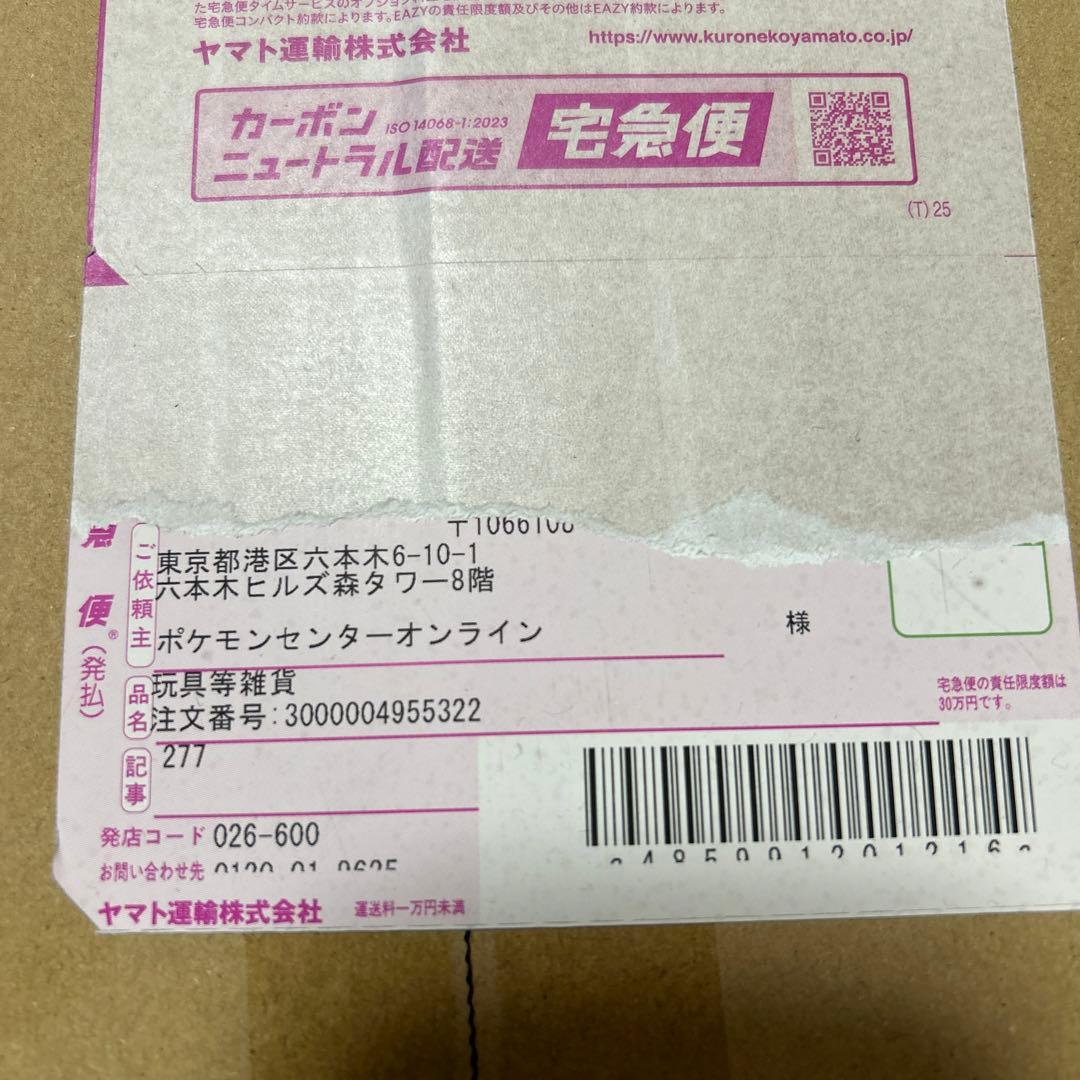 宅急便コンパクト約款によります。EAZYの責任限度額及びその他はEAZY約款によります。
ヤマト運輸株式会社
https://www.kuronekoyamato.co.jp/
カーボン
ISO 14068-1:2023
ニュートラル配送
宅急便
(T) 25
急便®(発払)
ご依頼主
東京都港区六本木6-10-1
六本木ヒルズ森タワー8階
ポケモンセンターオンライン
様
品名
玩具等雑貨
注文番号:3000004955322
宅急便の責任限度額は
30万円です。
記事
277
発店コード 026-600
お問い合わせ先
ヤマト運輸株式会社
運送料一万円未満